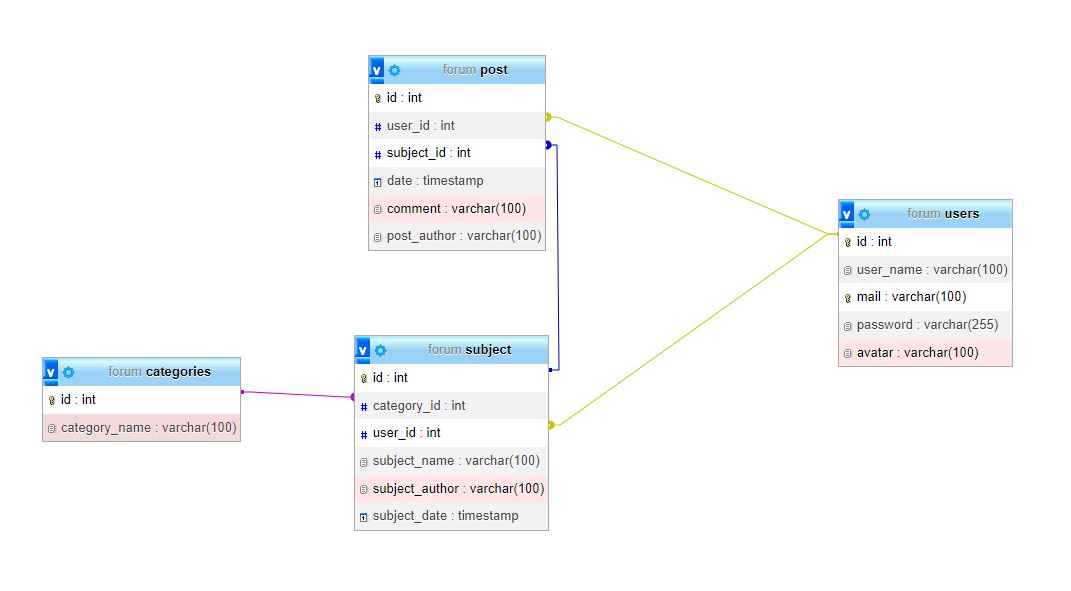 v forum post
id : int
# user_id : int
# subject_id : int
date : timestamp
comment : varchar(100)
post_author : varchar(100)
v forum users
id : int
user_name : varchar(100)
mail : varchar(100)
password : varchar(255)
avatar : varchar(100)
v forum subject
id : int
# category_id : int
# user_id : int
subject_name : varchar(100)
subject_author : varchar(100)
subject_date : timestamp
v forum categories
id : int
category_name : varchar(100)